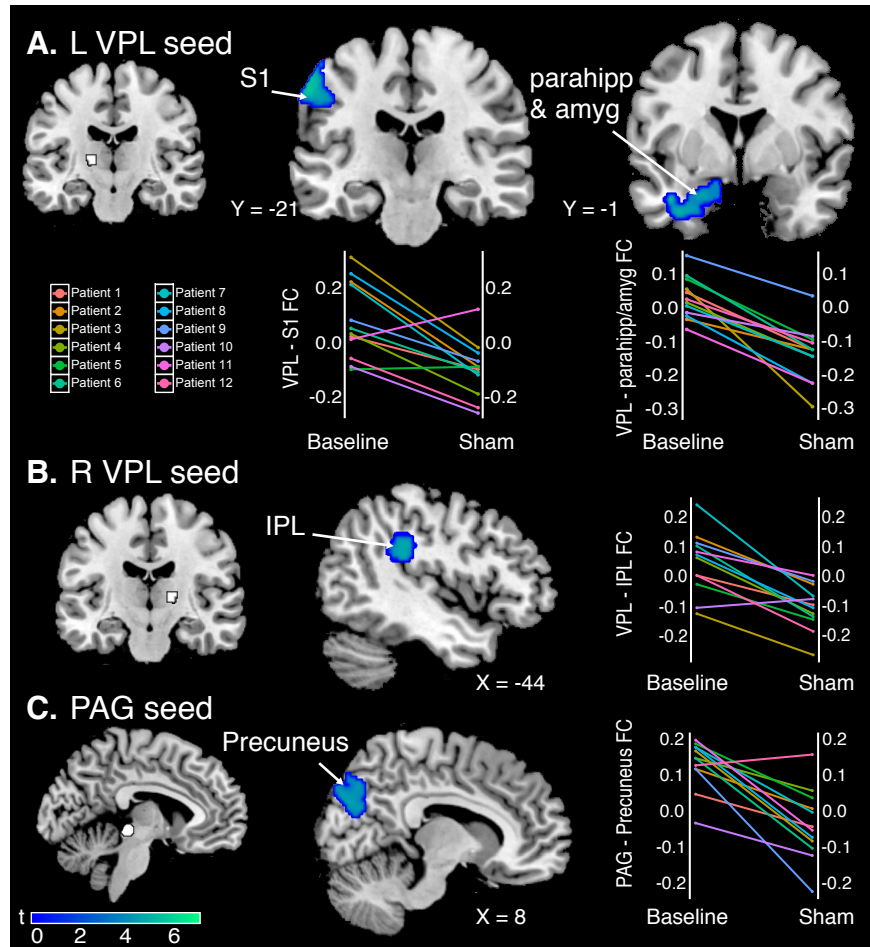 A. L VPL seed
S1
parahipp
& amyg
Y = -21
Y = -1
Patient 1
Patient 2
Patient 3
Patient 4
Patient 5
Patient 6
Patient 7
Patient 8
Patient 9
Patient 10
Patient 11
Patient 12
VPL - S1 FC
0.2
0.0
-0.2
0.2
0.0
-0.2
Baseline
Sham
VPL - parahipp/amyg FC
0.1
0.0
-0.1
-0.2
-0.3
0.1
0.0
-0.1
-0.2
-0.3
Baseline
Sham
B. R VPL seed
IPL
X = -44
VPL - IPL FC
0.2
0.1
0.0
-0.1
-0.2
0.2
0.1
0.0
-0.1
-0.2
Baseline
Sham
C. PAG seed
Precuneus
X = 8
PAG - Precuneus FC
0.2
0.1
0.0
-0.1
-0.2
0.2
0.1
0.0
-0.1
-0.2
Baseline
Sham
t
0 2 4 6